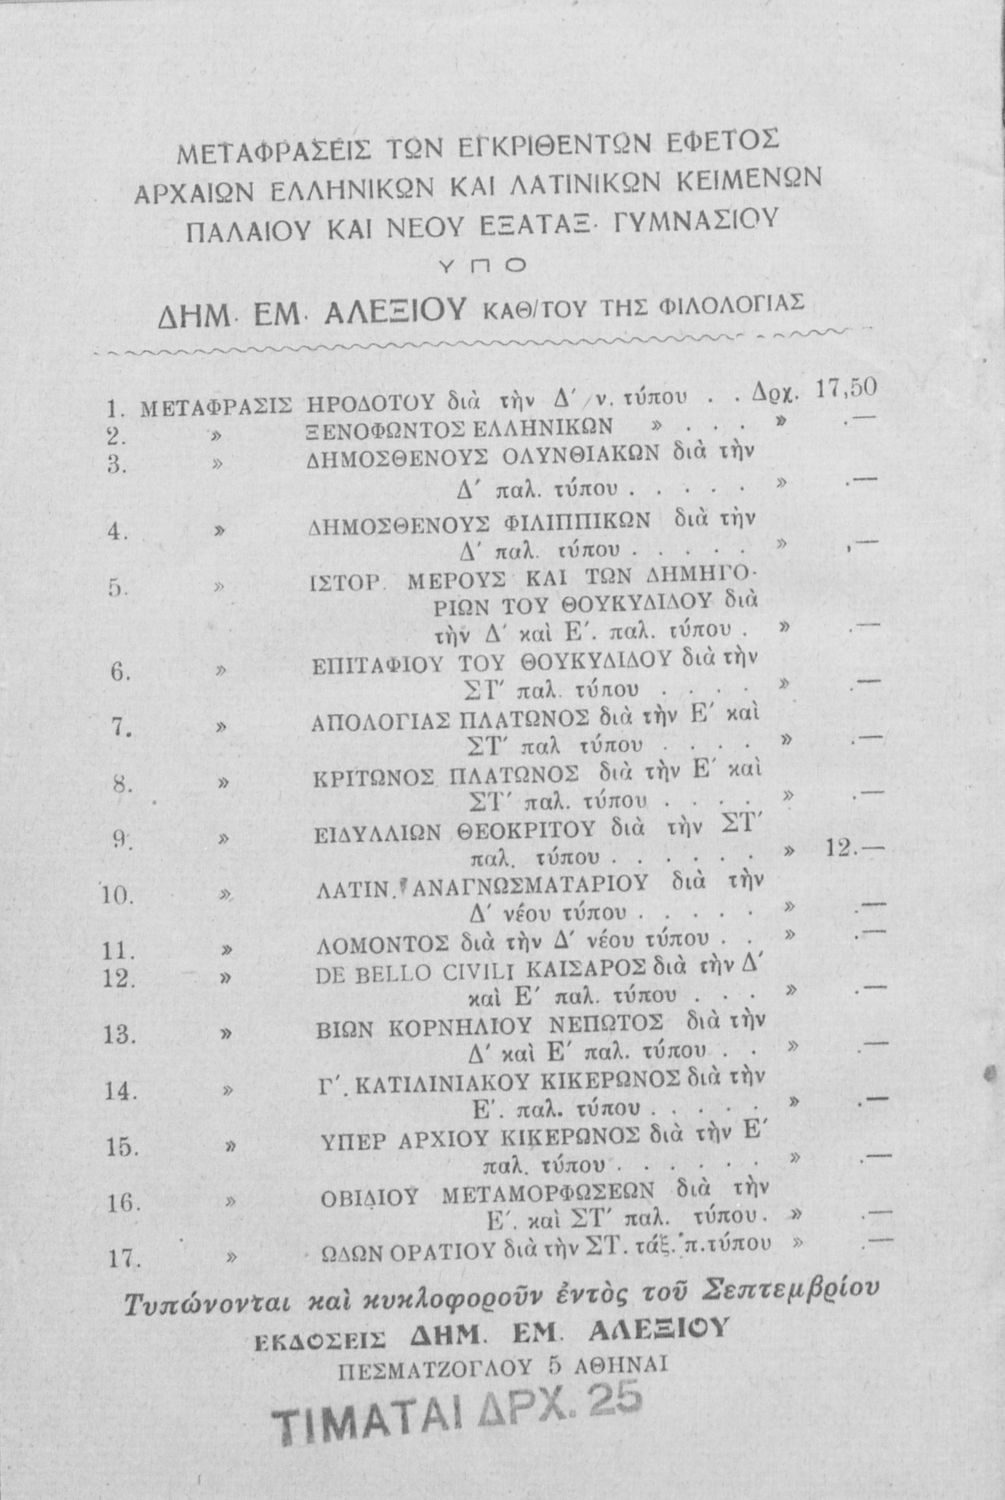 ΜΕΤΑΦΡΑΣΕΙΣ ΤΩΝ ΕΓΚΡΙΘΕΝΤΩΝ ΕΦΕΤΟΣ
ΑΡΧΑΙΩΝ ΕΛΛΗΝΙΚΩΝ ΚΑΙ ΛΑΤΙΝΙΚΩΝ ΚΕΙΜΕΝΩΝ
ΠΑΛΑΙΟΥ ΚΑΙ ΝΕΟΥ ΕΞΑΤΑΞ. ΓΥΜΝΑΣΙΟΥ
ΥΠΟ
ΔΗΜ. ΕΜ. ΑΛΕΞΙΟΥ ΚΑΘ/ΤΟΥ ΤΗΣ ΦΙΛΟΛΟΓΙΑΣ
1. ΜΕΤΑΦΡΑΣΙΣ ΗΡΟΔΟΤΟΥ διὰ τὴν Δ΄ ν. τύπου . . Δρχ. 17,50
2. » ΞΕΝΟΦΩΝΤΟΣ ΕΛΛΗΝΙΚΩΝ » . . . » .—
3. » ΔΗΜΟΣΘΕΝΟΥΣ ΟΛΥΝΘΙΑΚΩΝ διὰ τὴν
Δ΄ παλ. τύπου . . . . . » .—
4. » ΔΗΜΟΣΘΕΝΟΥΣ ΦΙΛΙΠΠΙΚΩΝ διὰ τὴν
Δ΄ παλ. τύπου . . . . . » ,—
5. » ΙΣΤΟΡ. ΜΕΡΟΥΣ ΚΑΙ ΤΩΝ ΔΗΜΗΓΟ-
ΡΙΩΝ ΤΟΥ ΘΟΥΚΥΔΙΔΟΥ διὰ
τὴν Δ΄ καὶ Ε΄. παλ. τύπου . » .—
6. » ΕΠΙΤΑΦΙΟΥ ΤΟΥ ΘΟΥΚΥΔΙΔΟΥ διὰ τὴν
ΣΤ΄ παλ. τύπου . . . . » .—
7. » ΑΠΟΛΟΓΙΑΣ ΠΛΑΤΩΝΟΣ διὰ τὴν Ε΄ καὶ
ΣΤ΄ παλ τύπου . . . . » .—
8. » ΚΡΙΤΩΝΟΣ ΠΛΑΤΩΝΟΣ διὰ τὴν Ε΄ καὶ
ΣΤ΄ παλ. τύπου . . . . » .—
9. » ΕΙΔΥΛΛΙΩΝ ΘΕΟΚΡΙΤΟΥ διὰ τὴν ΣΤ΄
παλ. τύπου . . . . . . » 12.—
10. » ΛΑΤΙΝ. ΑΝΑΓΝΩΣΜΑΤΑΡΙΟΥ διὰ τὴν
Δ΄ νέου τύπου . . . . . » .—
11. » ΛΟΜΟΝΤΟΣ διὰ τὴν Δ΄ νέου τύπου . . » .—
12. » DE BELLO CIVILI ΚΑΙΣΑΡΟΣ διὰ τὴν Δ΄
καὶ Ε΄ παλ. τύπου . . . » .—
13. » ΒΙΩΝ ΚΟΡΝΗΛΙΟΥ ΝΕΠΩΤΟΣ διὰ τὴν
Δ΄ καὶ Ε΄ παλ. τύπου . . » .—
14. » Γ΄. ΚΑΤΙΛΙΝΙΑΚΟΥ ΚΙΚΕΡΩΝΟΣ διὰ τὴν
Ε΄. παλ. τύπου . . . . . » .—
15. » ΥΠΕΡ ΑΡΧΙΟΥ ΚΙΚΕΡΩΝΟΣ διὰ τὴν Ε΄
παλ. τύπου . . . . . . » .—
16. » ΟΒΙΔΙΟΥ ΜΕΤΑΜΟΡΦΩΣΕΩΝ διὰ τὴν
Ε΄. καὶ ΣΤ΄ παλ. τύπου. » .—
17. » ΩΔΩΝ ΟΡΑΤΙΟΥ διὰ τὴν ΣΤ. τάξ. π. τύπου » .—
Τυπώνονται καὶ κυκλοφοροῦν ἐντὸς τοῦ Σεπτεμβρίου
ΕΚΔΟΣΕΙΣ ΔΗΜ. ΕΜ. ΑΛΕΞΙΟΥ
ΠΕΣΜΑΤΖΟΓΛΟΥ 5 ΑΘΗΝΑΙ
ΤΙΜΑΤΑΙ ΔΡΧ. 25